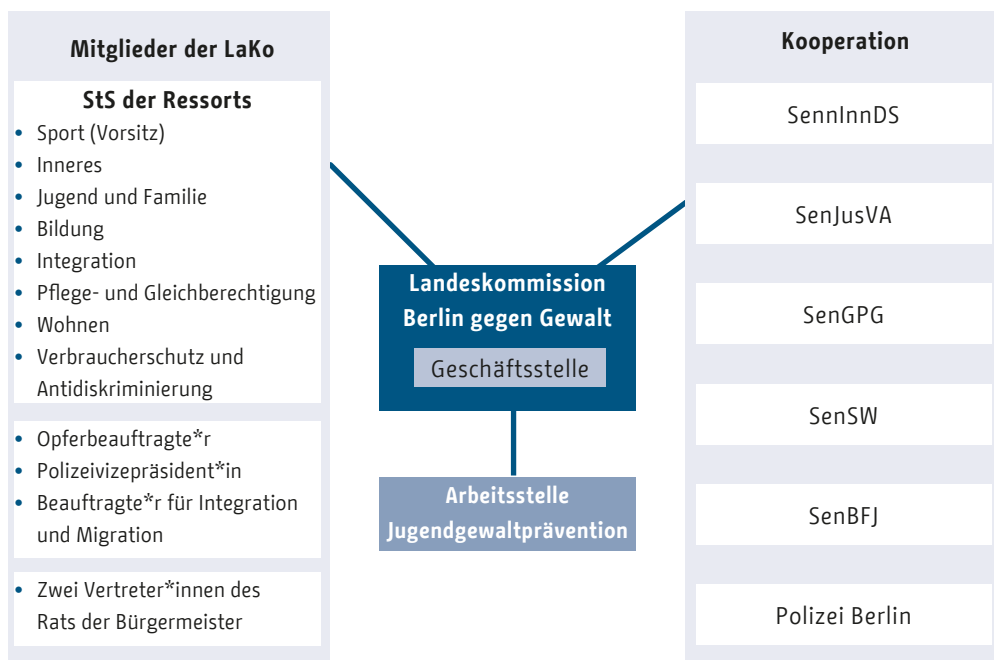 Mitglieder der LaKo
StS der Ressorts
• Sport (Vorsitz)
• Inneres
• Jugend und Familie
• Bildung
• Integration
• Pflege- und Gleichberechtigung
• Wohnen
• Verbraucherschutz und
Antidiskriminierung
• Opferbeauftragte*r
• Polizeivizepräsident*in
• Beauftragte*r für Integration
und Migration
• Zwei Vertreter*innen des
Rats der Bürgermeister
Landeskommission
Berlin gegen Gewalt
Geschäftsstelle
Arbeitsstelle
Jugendgewaltprävention
Kooperation
SennInnDS
SenJusVA
SenGPG
SenSW
SenBFJ
Polizei Berlin